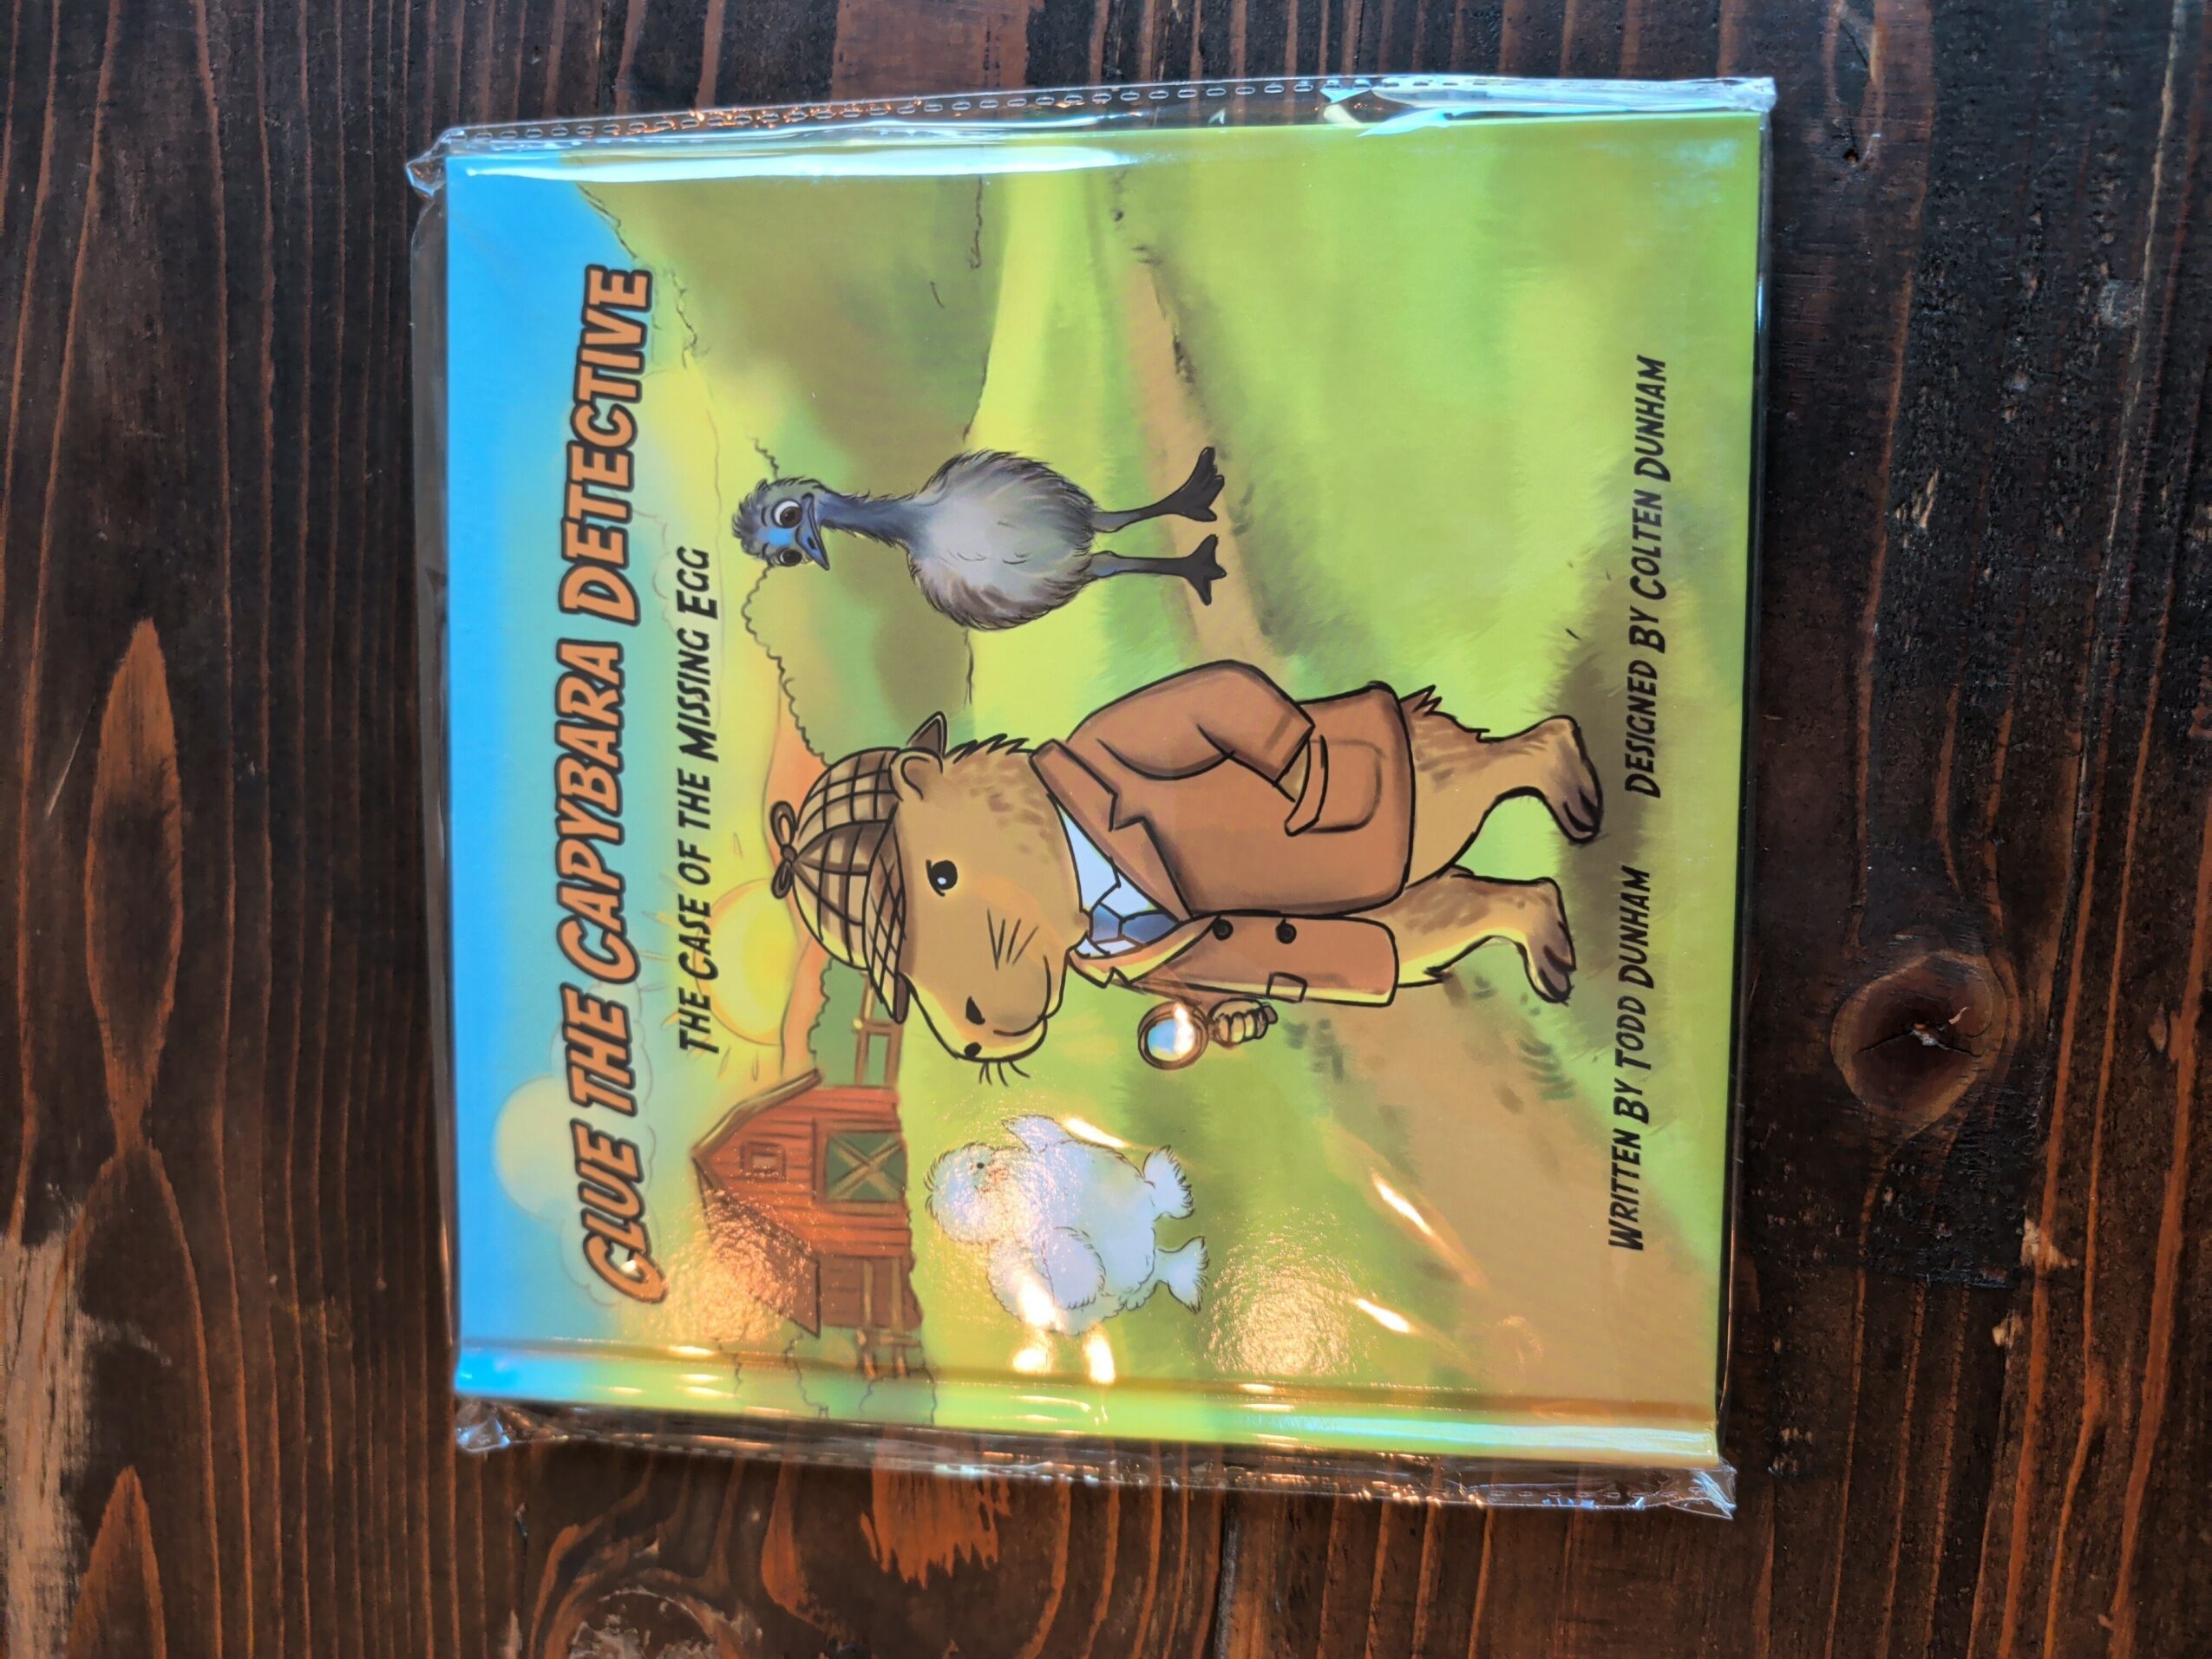 CLUE THE CAPYBARA DETECTIVE
THE CASE OF THE MISSING EGG
WRITTEN BY TODD DUNHAM DESIGNED BY COLTEN DUNHAM